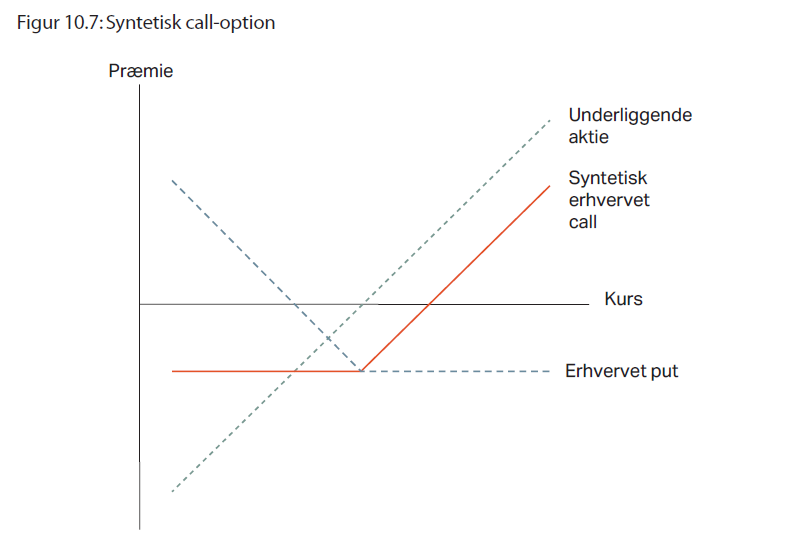 Figur 10.7: Syntetisk call-option
Præmie
Underliggende
aktie
Syntetisk
erhvervet
call
Kurs
Erhvervet put